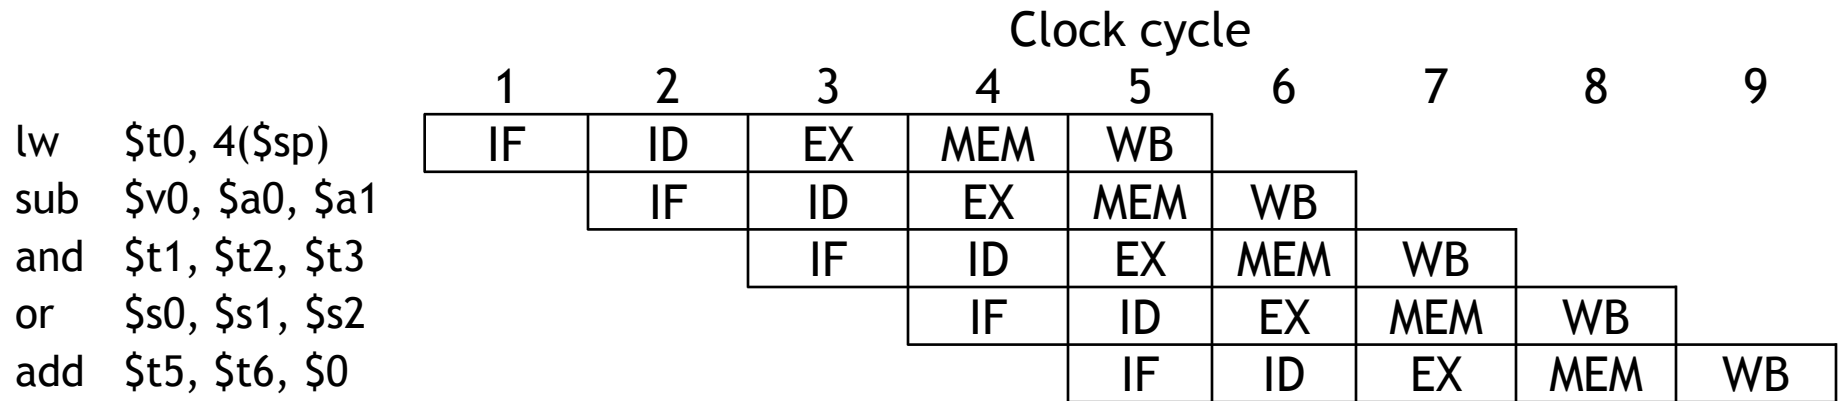 Clock cycle
1 2 3 4 5 6 7 8 9
lw $t0, 4($sp) IF ID EX MEM WB
sub $v0, $a0, $a1 IF ID EX MEM WB
and $t1, $t2, $t3 IF ID EX MEM WB
or $s0, $s1, $s2 IF ID EX MEM WB
add $t5, $t6, $0 IF ID EX MEM WB